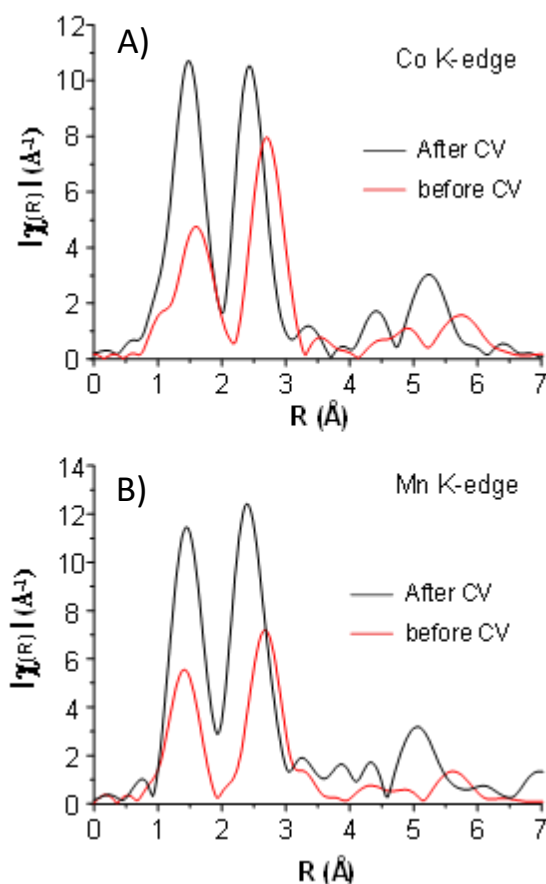 A)
Co K-edge
After CV
before CV
|χ(R)| (Å-¹)
12
10
8
6
4
2
0
0 1 2 3 4 5 6 7
R (Å)
B)
Mn K-edge
After CV
before CV
|χ(R)| (Å-¹)
14
12
10
8
6
4
2
0
0 1 2 3 4 5 6 7
R (Å)